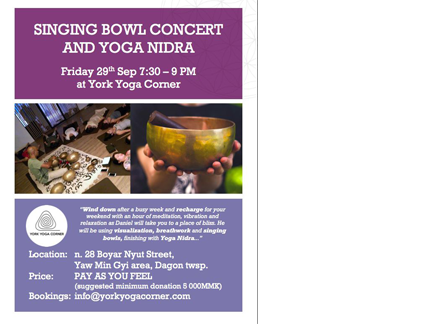 SINGING BOWL CONCERT
AND YOGA NIDRA
Friday 29th Sep 7:30 – 9 PM
at York Yoga Corner
"Wind down after a busy week and recharge for your
weekend with an hour of meditation, vibration and
relaxation as Daniel will take you to a place of bliss. He
will be using visualisation, breathwork and singing
bowls, finishing with Yoga Nidra..."
YORK YOGA CORNER
Location: n. 28 Boyar Nyut Street,
Yaw Min Gyi area, Dagon twsp.
Price: PAY AS YOU FEEL
(suggested minimum donation 5 000MMK)
Bookings: info@yorkyogacorner.com